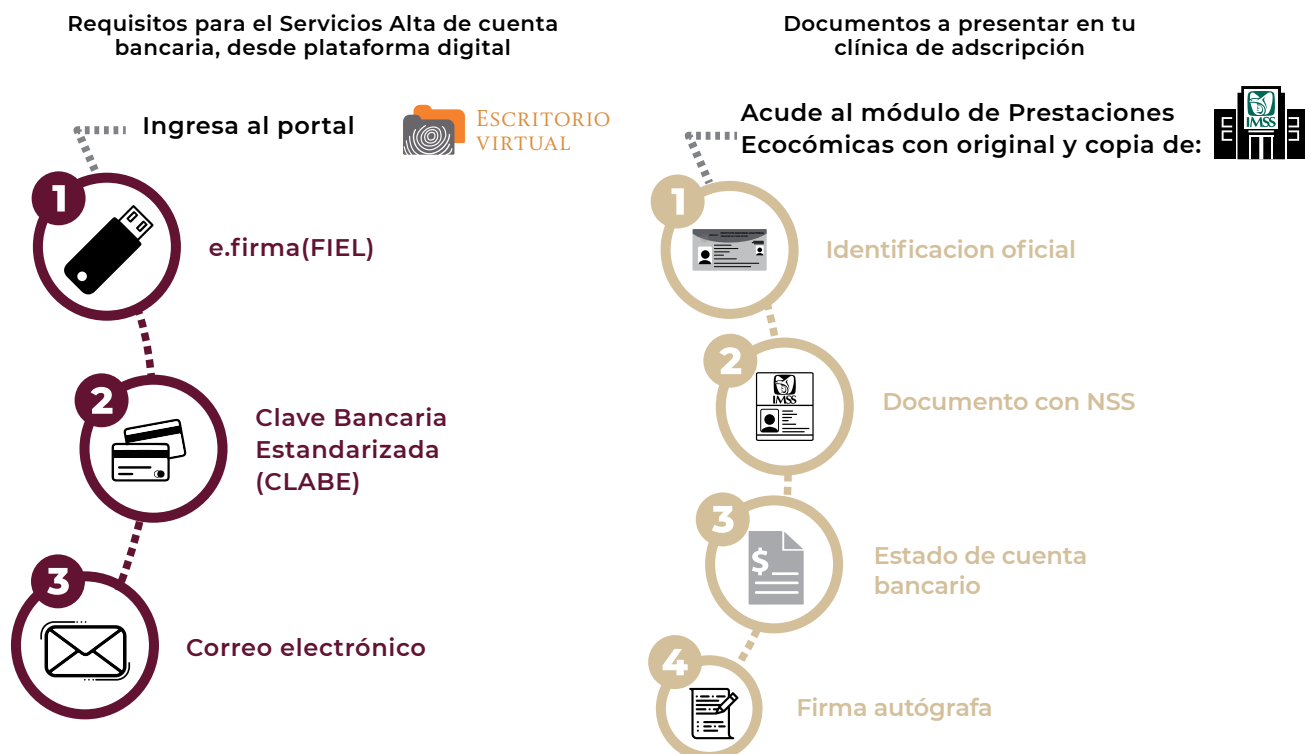 Requisitos para el Servicios Alta de cuenta
bancaria, desde plataforma digital
Ingresa al portal
ESCRITORIO
VIRTUAL
1
e.firma(FIEL)
2
Clave Bancaria
Estandarizada
(CLABE)
3
Correo electrónico
Documentos a presentar en tu
clínica de adscripción
Acude al módulo de Prestaciones
Ecocómicas con original y copia de:
IMSS
1
Identificacion oficial
2
IMSS
Documento con NSS
3
$
Estado de cuenta
bancario
4
Firma autógrafa